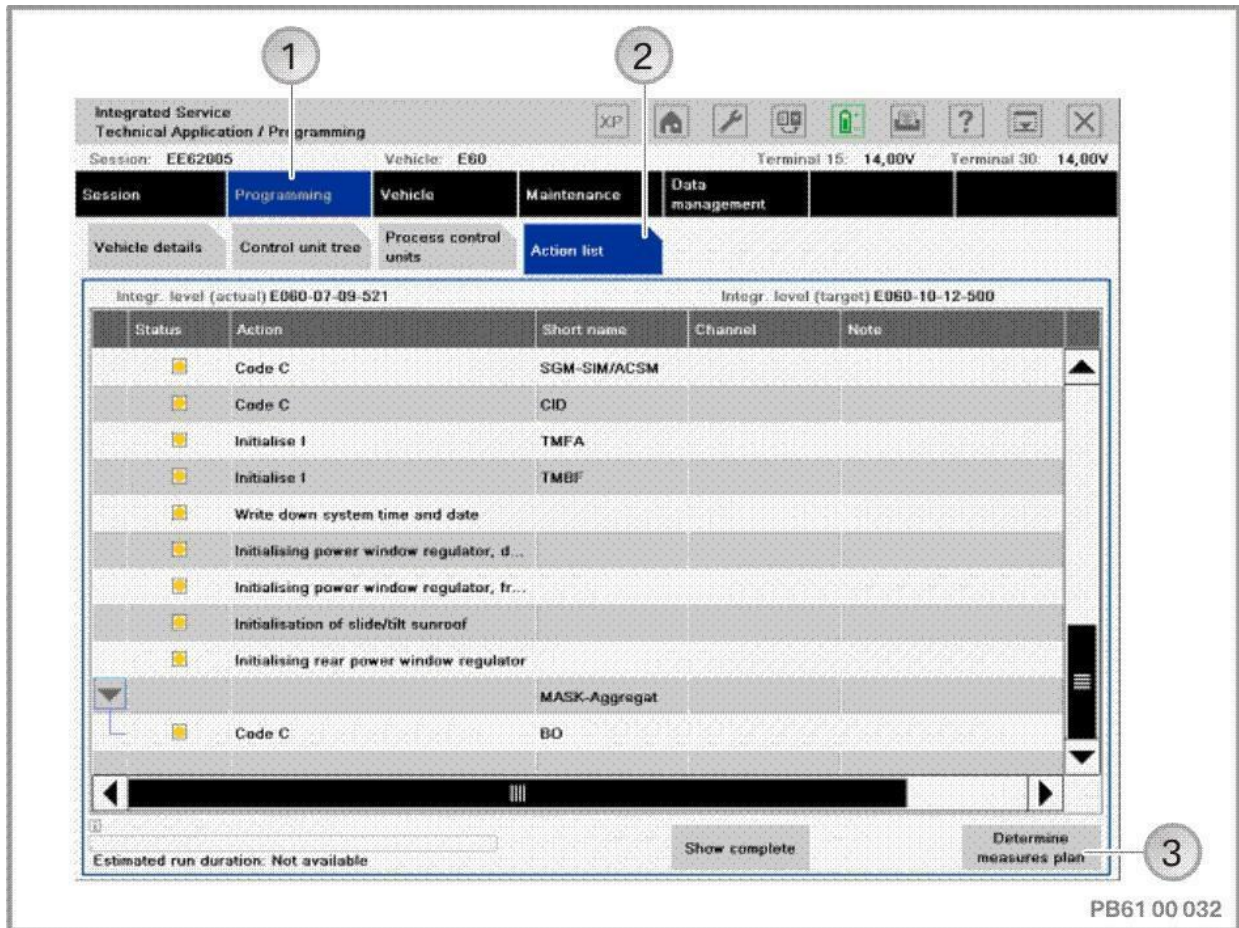 1
2
Integrated Service
Technical Application / Programming
XP
?
Session: EE62005 Vehicle: E60 Terminal 15: 14,00V Terminal 30: 14,00V
Session Programming Vehicle Maintenance Data management
Vehicle details Control unit tree Process control units Action list
Integr. level (actual) E060-07-09-521 Integr. level (target) E060-10-12-500
Status Action Short name Channel Note
Code C SGM-SIM/ACSM
Code C CID
Initialise I TMFA
Initialise I TMBF
Write down system time and date
Initialising power window regulator, d...
Initialising power window regulator, fr...
Initialisation of slide/tilt sunroof
Initialising rear power window regulator
MASK-Aggregat
Code C BO
Show complete Determine measures plan
Estimated run duration: Not available
3
PB61 00 032